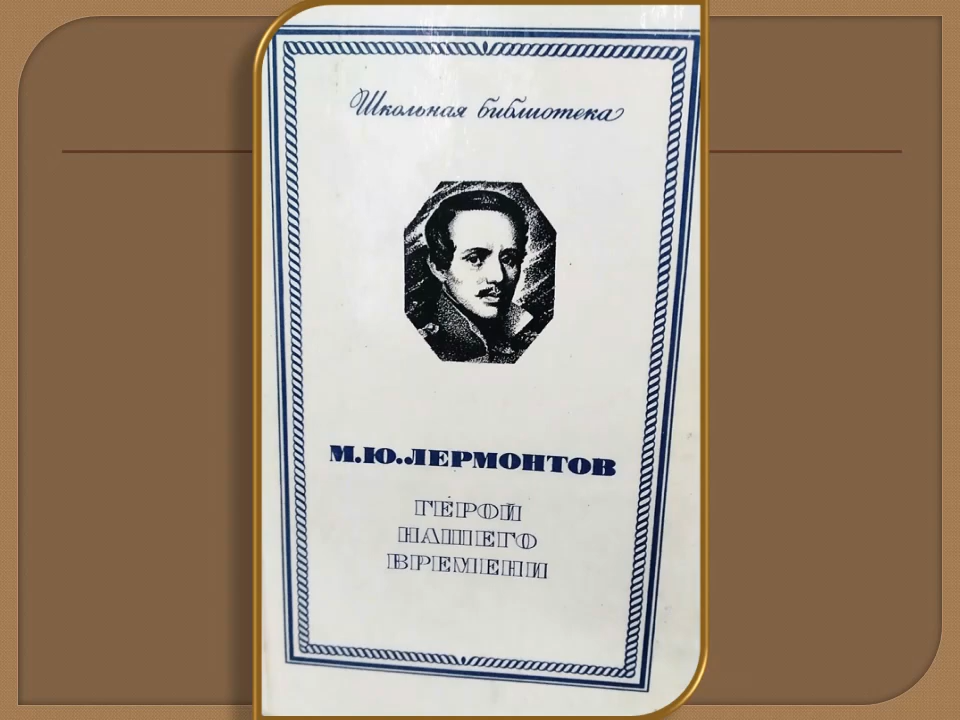 Школьная библиотека
М.Ю.ЛЕРМОНТОВ
ГЕРОЙ
НАШЕГО
ВРЕМЕНИ